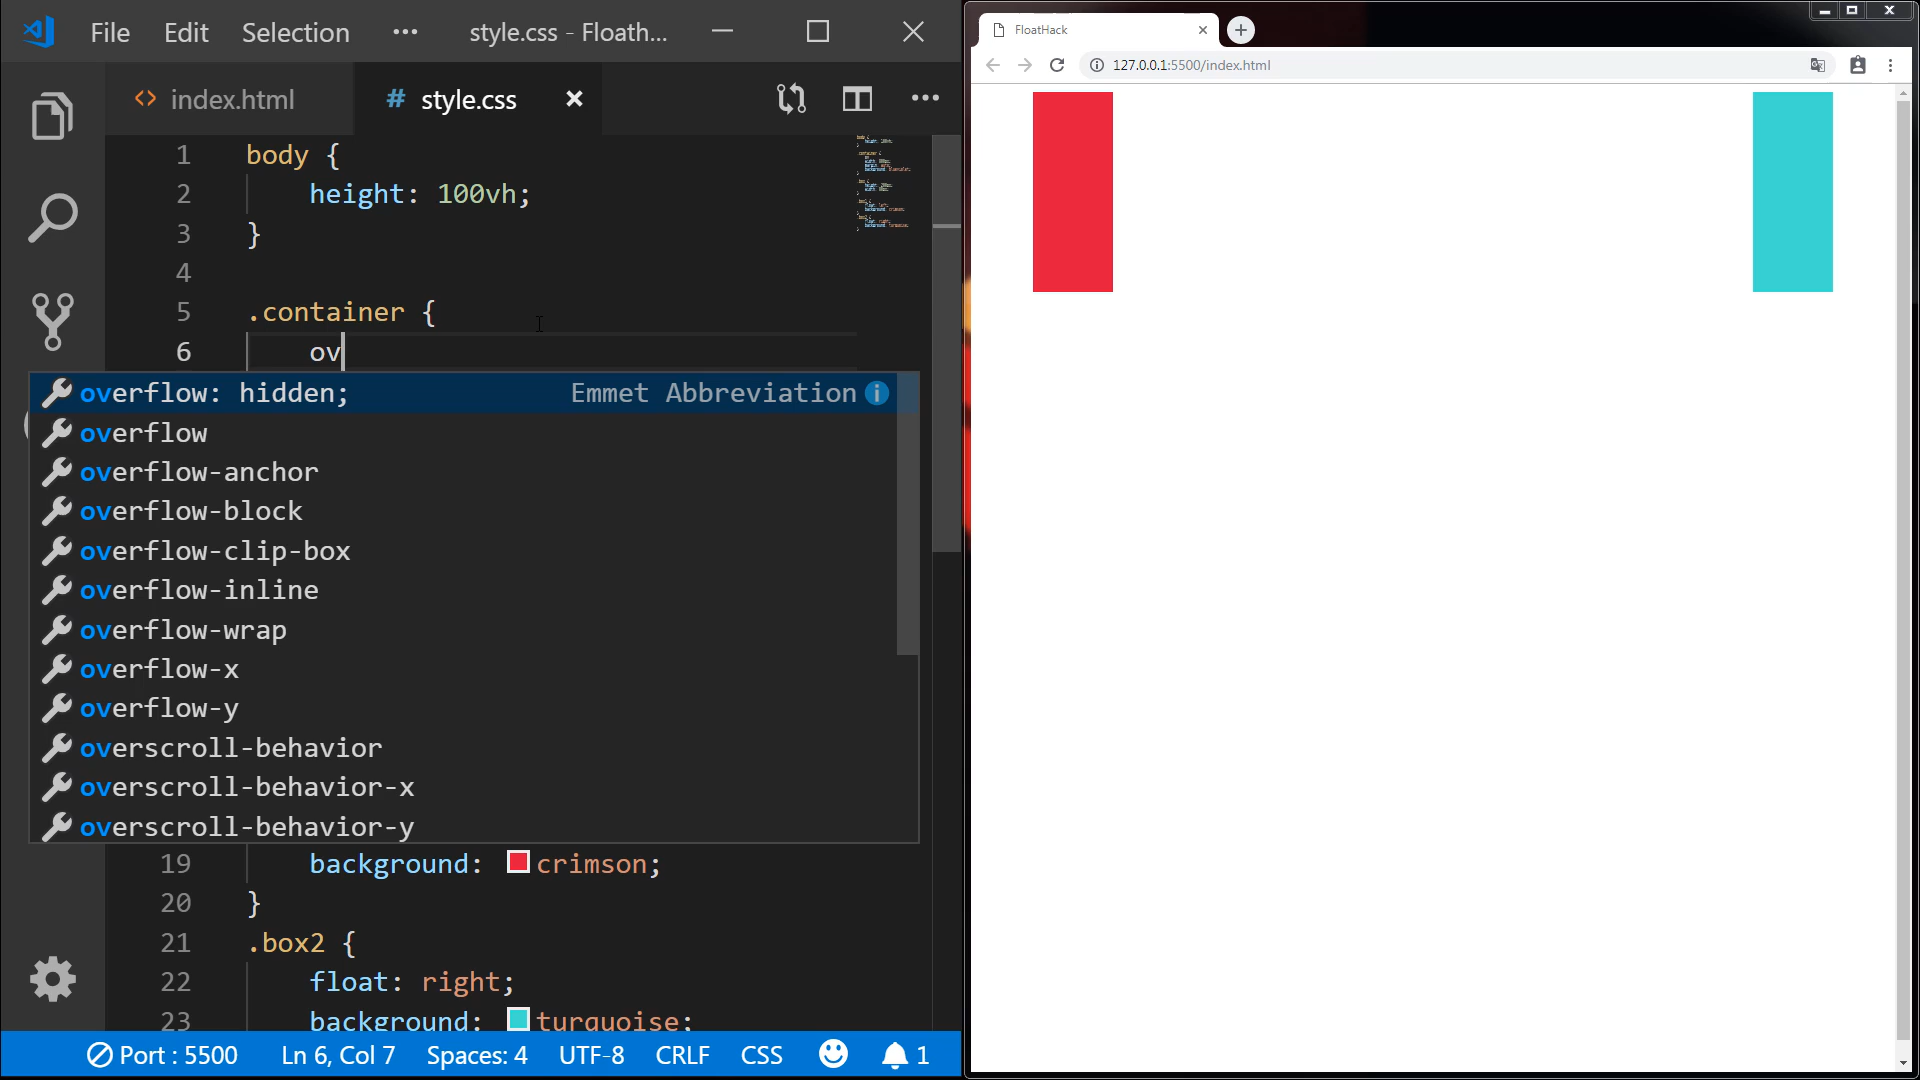 File Edit Selection ··· style.css - Floath...
index.html style.css
1 body {
2 height: 100vh;
3 }
4
5 .container {
6 ov
overflow: hidden; Emmet Abbreviation
overflow
overflow-anchor
overflow-block
overflow-clip-box
overflow-inline
overflow-wrap
overflow-x
overflow-y
overscroll-behavior
overscroll-behavior-x
overscroll-behavior-y
19 background: crimson;
20 }
21 .box2 {
22 float: right;
23 background: turquoise;
Port : 5500 Ln 6, Col 7 Spaces: 4 UTF-8 CRLF CSS 1
FloatHack
127.0.0.1:5500/index.html